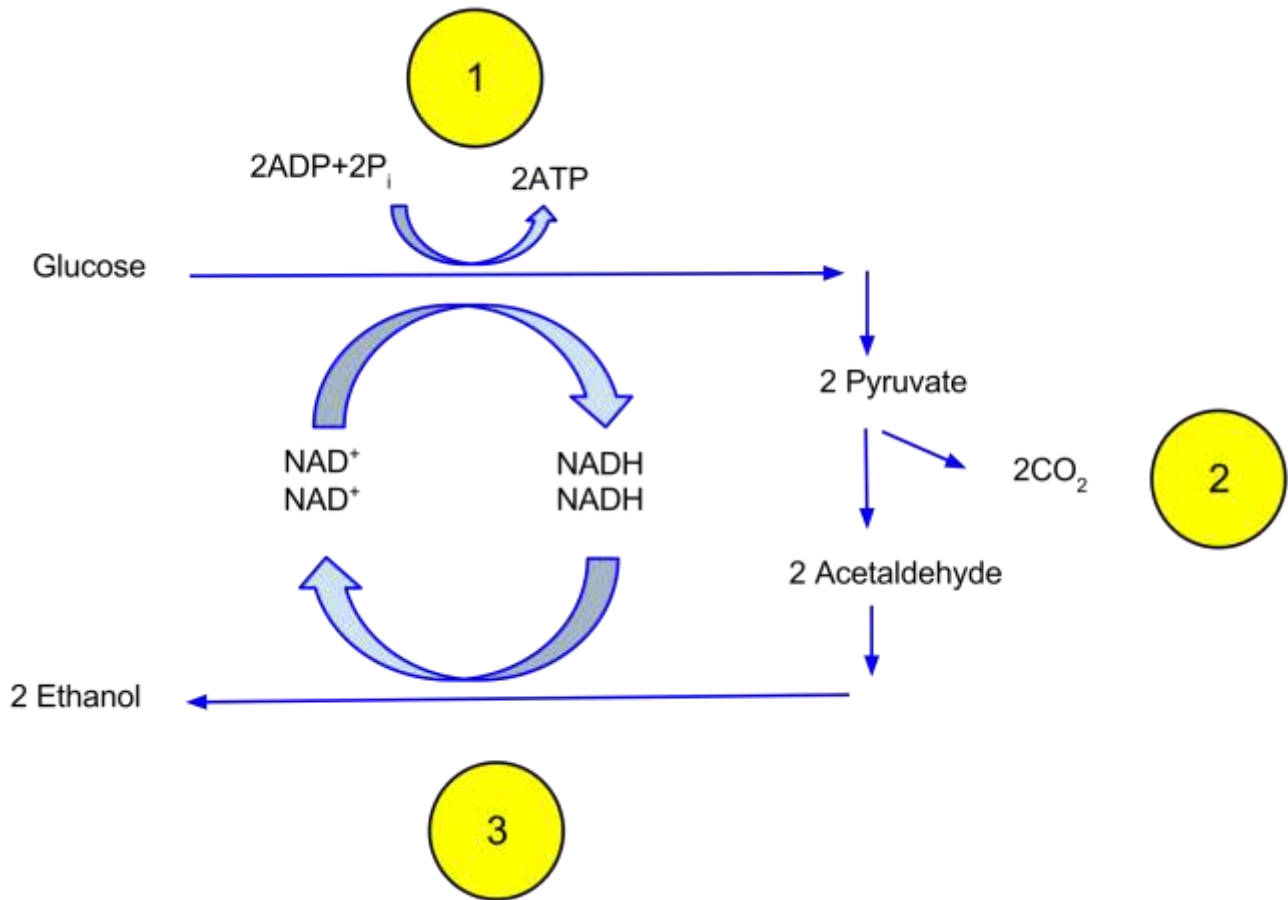 1
2ADP+2Pi
2ATP
Glucose
2 Pyruvate
NAD⁺
NAD⁺
NADH
NADH
2CO₂
2
2 Acetaldehyde
2 Ethanol
3